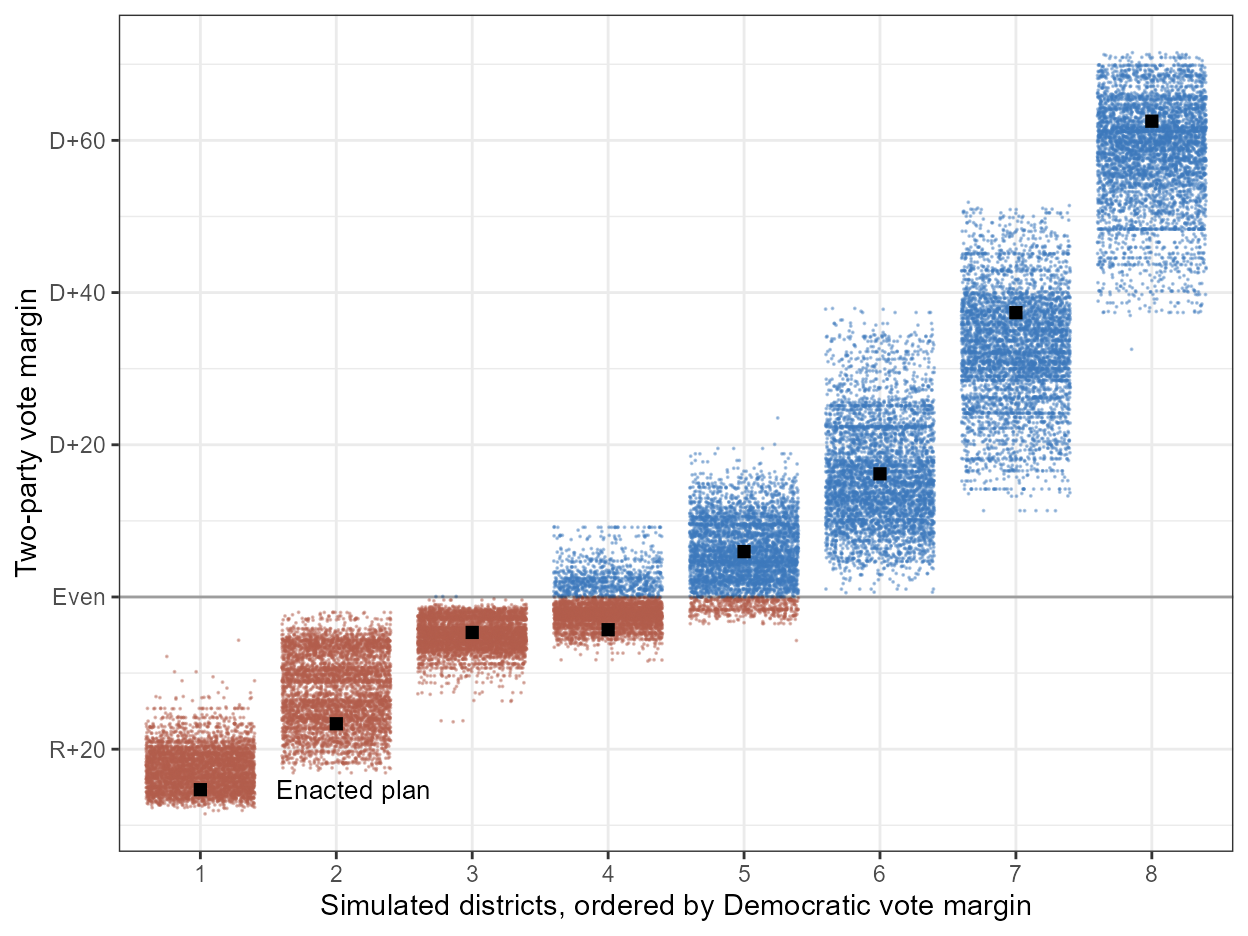 Two-party vote margin
D+60
D+40
D+20
Even
R+20
Enacted plan
1 2 3 4 5 6 7 8
Simulated districts, ordered by Democratic vote margin